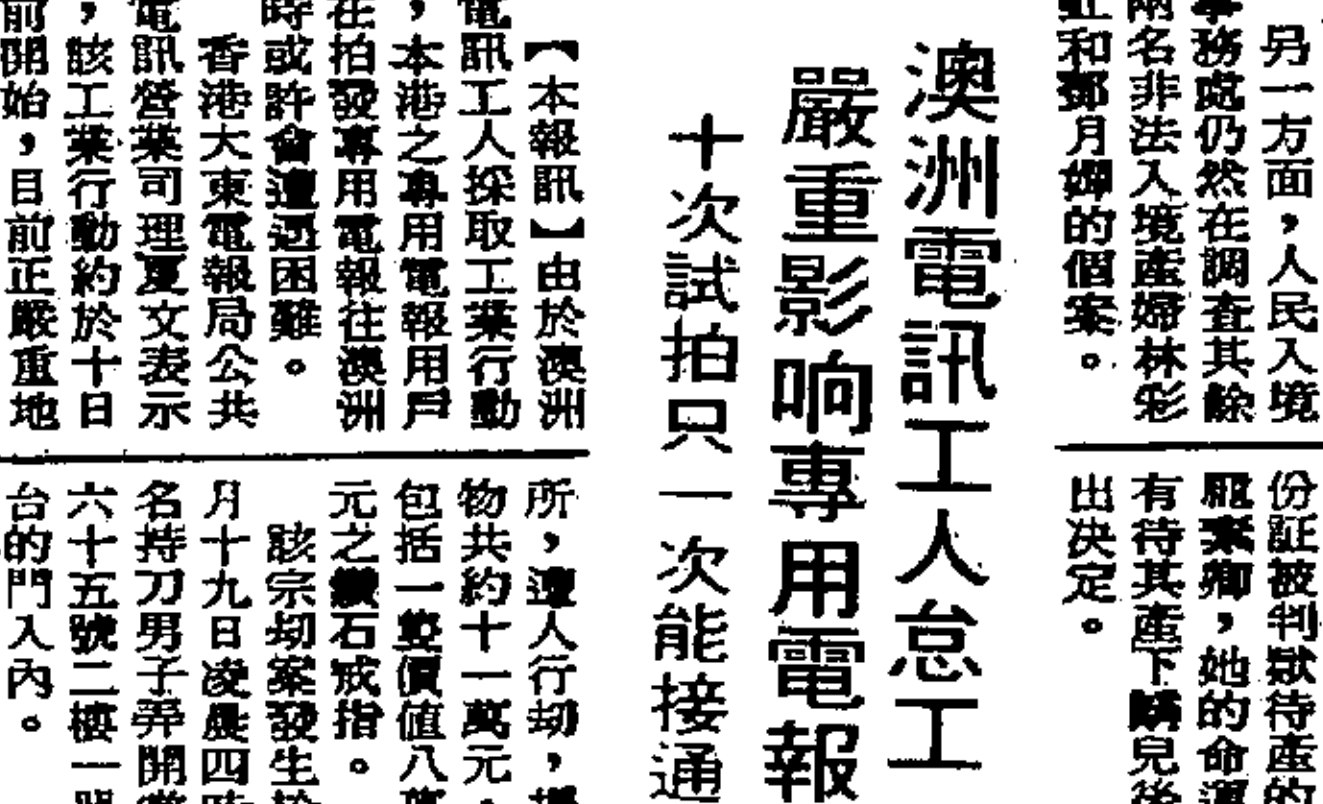 另一方面，人民入境
事務處仍然在調查其餘
兩名非法入境產婦林彩
虹和鄧月嬋的個案。
份証被判獄待產的
，她的命運
有待其產下麟兒後
出決定。
澳洲電訊工人怠工
嚴重影响專用電報
十次試拍只一次能接通
【本報訊】由於澳洲
電訊工人採取工業行動
，本港之專用電報用戶
在拍發專用電報往澳洲
時或許會遭遇困難。
香港大東電報局公共
電訊營業司理夏文表示
，該工業行動約於十日
前開始，目前正嚴重地
所，遭人行刧，
物共約十一萬元，
包括一隻價值八萬
元之鑽石戒指。
該宗刧案發生於
月十九日凌晨四時
名持刀男子弄開
六十五號二樓一
台的門入內。